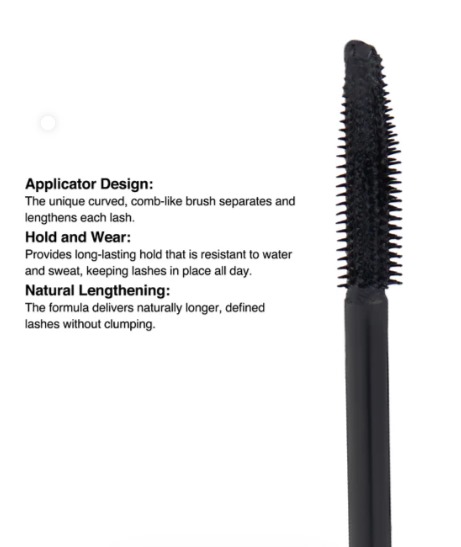 Applicator Design:
The unique curved, comb-like brush separates and
lengthens each lash.
Hold and Wear:
Provides long-lasting hold that is resistant to water
and sweat, keeping lashes in place all day.
Natural Lengthening:
The formula delivers naturally longer, defined
lashes without clumping.